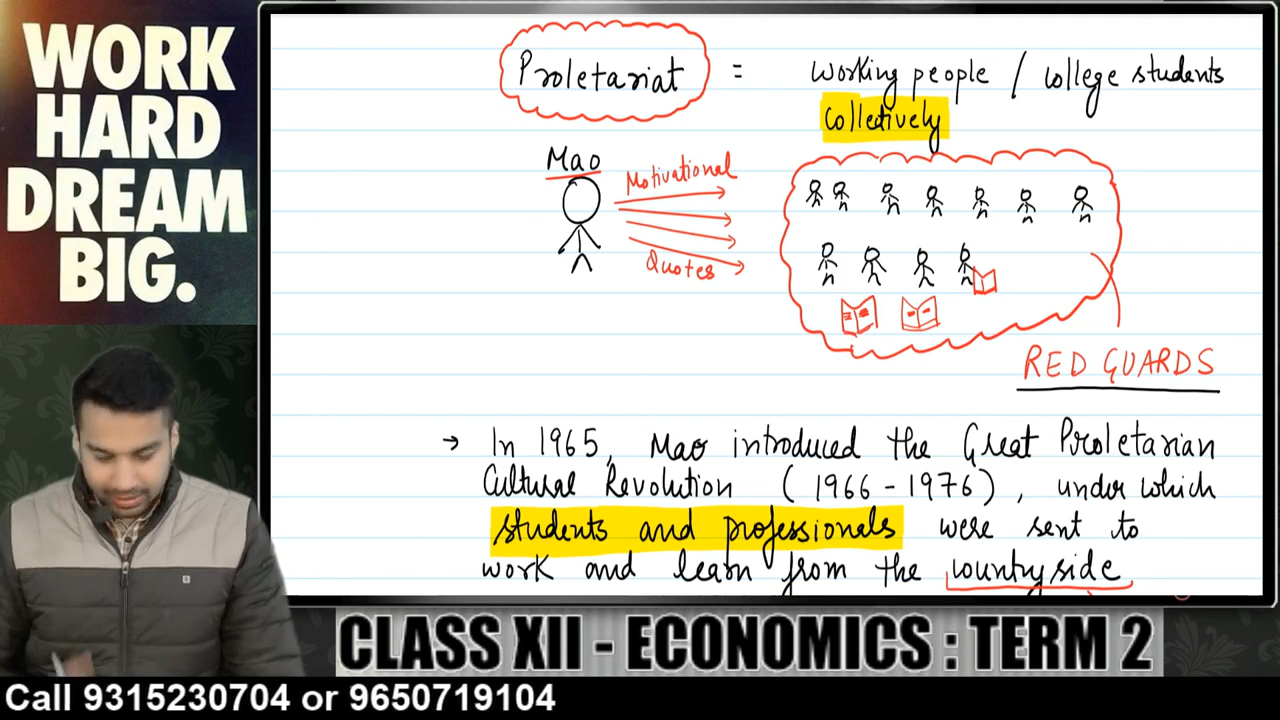 WORK
HARD
DREAM
BIG.
Proletariat = working people / college students
collectively
Mao
Motivational
Quotes
RED GUARDS
→ In 1965, Mao introduced the Great Proletarian
Cultural Revolution (1966 - 1976), under which
students and professionals were sent to
work and learn from the countryside
CLASS XII - ECONOMICS : TERM 2
Call 9315230704 or 9650719104